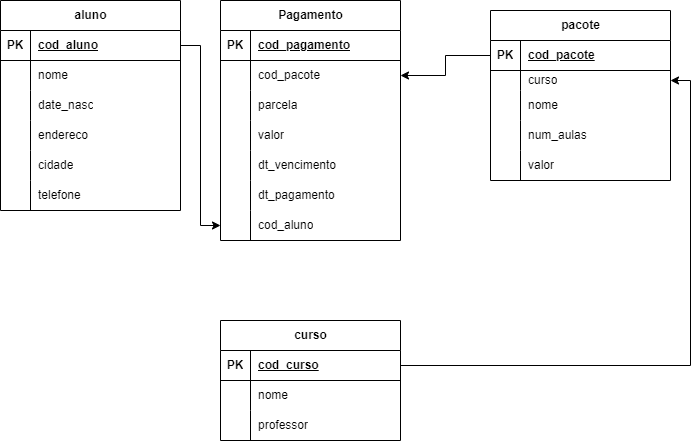 aluno
PK cod_aluno
nome
date_nasc
endereco
cidade
telefone
Pagamento
PK cod_pagamento
cod_pacote
parcela
valor
dt_vencimento
dt_pagamento
cod_aluno
pacote
PK cod_pacote
curso
nome
num_aulas
valor
curso
PK cod_curso
nome
professor